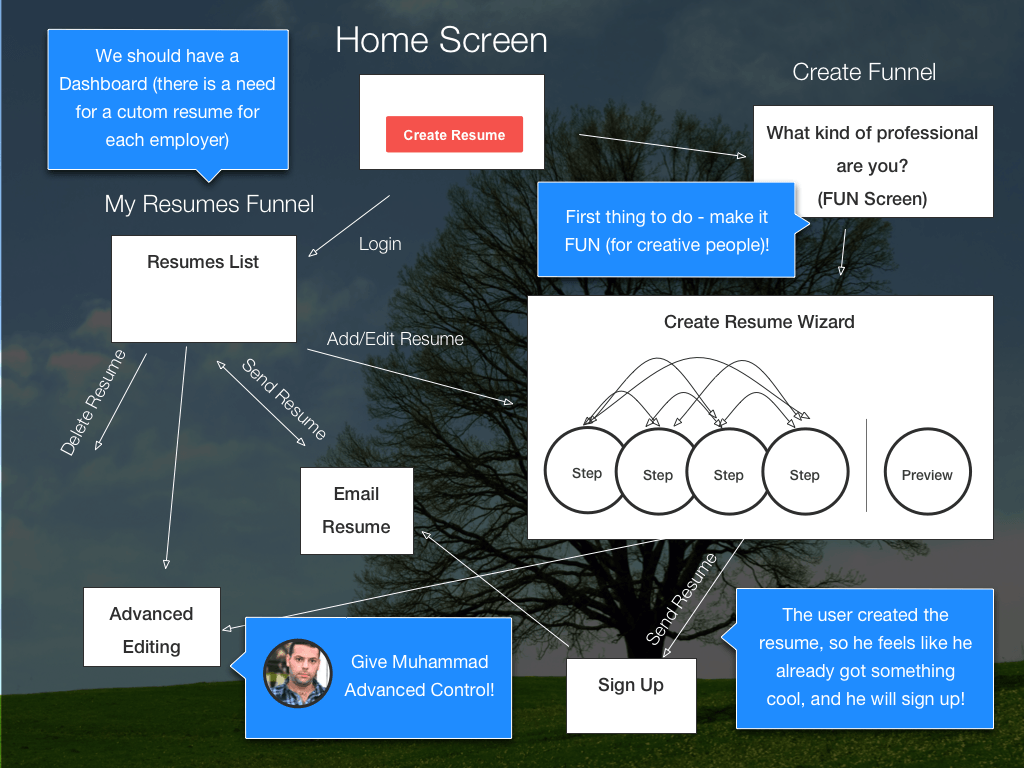 Home Screen
We should have a
Dashboard (there is a need
for a cutom resume for
each employer)
Create Resume
Create Funnel
What kind of professional
are you?
(FUN Screen)
My Resumes Funnel
First thing to do - make it
FUN (for creative people)!
Login
Resumes List
Add/Edit Resume
Create Resume Wizard
Delete Resume
Send Resume
Step
Step
Step
Step
Preview
Email
Resume
Send Resume
Advanced
Editing
Give Muhammad
Advanced Control!
Sign Up
The user created the
resume, so he feels like he
already got something
cool, and he will sign up!